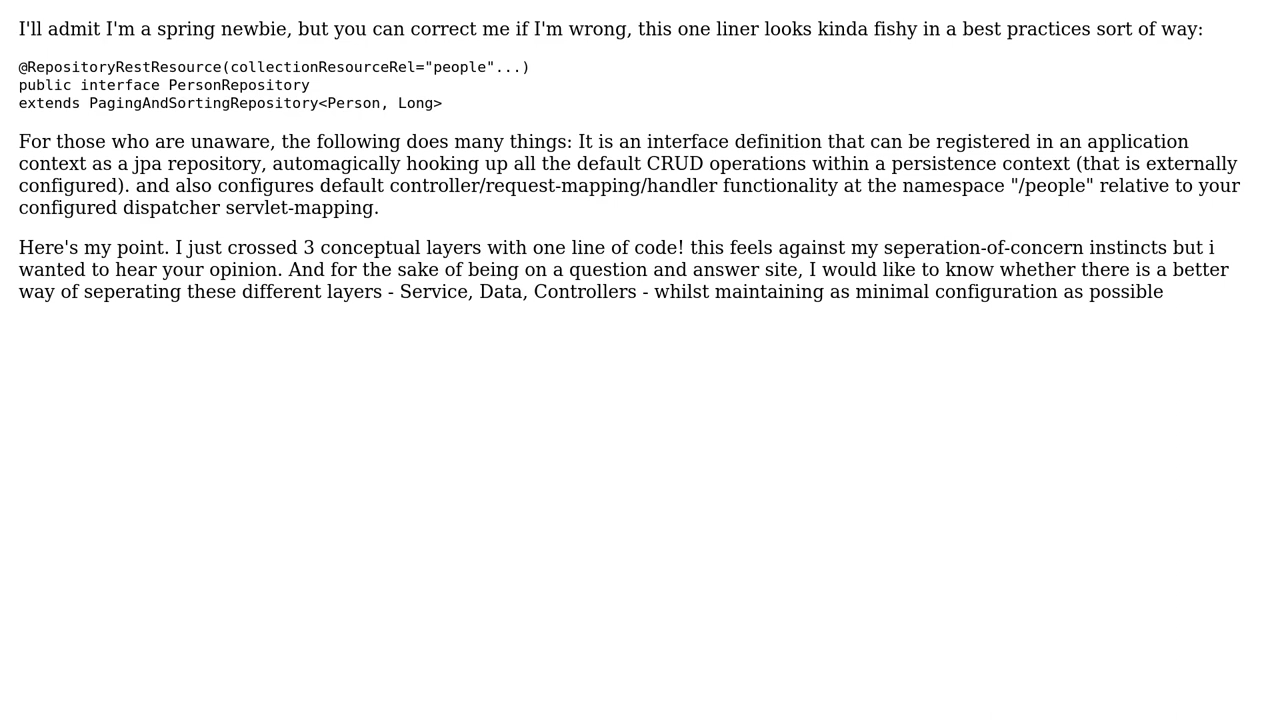 I'll admit I'm a spring newbie, but you can correct me if I'm wrong, this one liner looks kinda fishy in a best practices sort of way:
@RepositoryRestResource(collectionResourceRel="people"...)
public interface PersonRepository
extends PagingAndSortingRepository<Person, Long>
For those who are unaware, the following does many things: It is an interface definition that can be registered in an application
context as a jpa repository, automagically hooking up all the default CRUD operations within a persistence context (that is externally
configured). and also configures default controller/request-mapping/handler functionality at the namespace "/people" relative to your
configured dispatcher servlet-mapping.
Here's my point. I just crossed 3 conceptual layers with one line of code! this feels against my seperation-of-concern instincts but i
wanted to hear your opinion. And for the sake of being on a question and answer site, I would like to know whether there is a better
way of seperating these different layers - Service, Data, Controllers - whilst maintaining as minimal configuration as possible